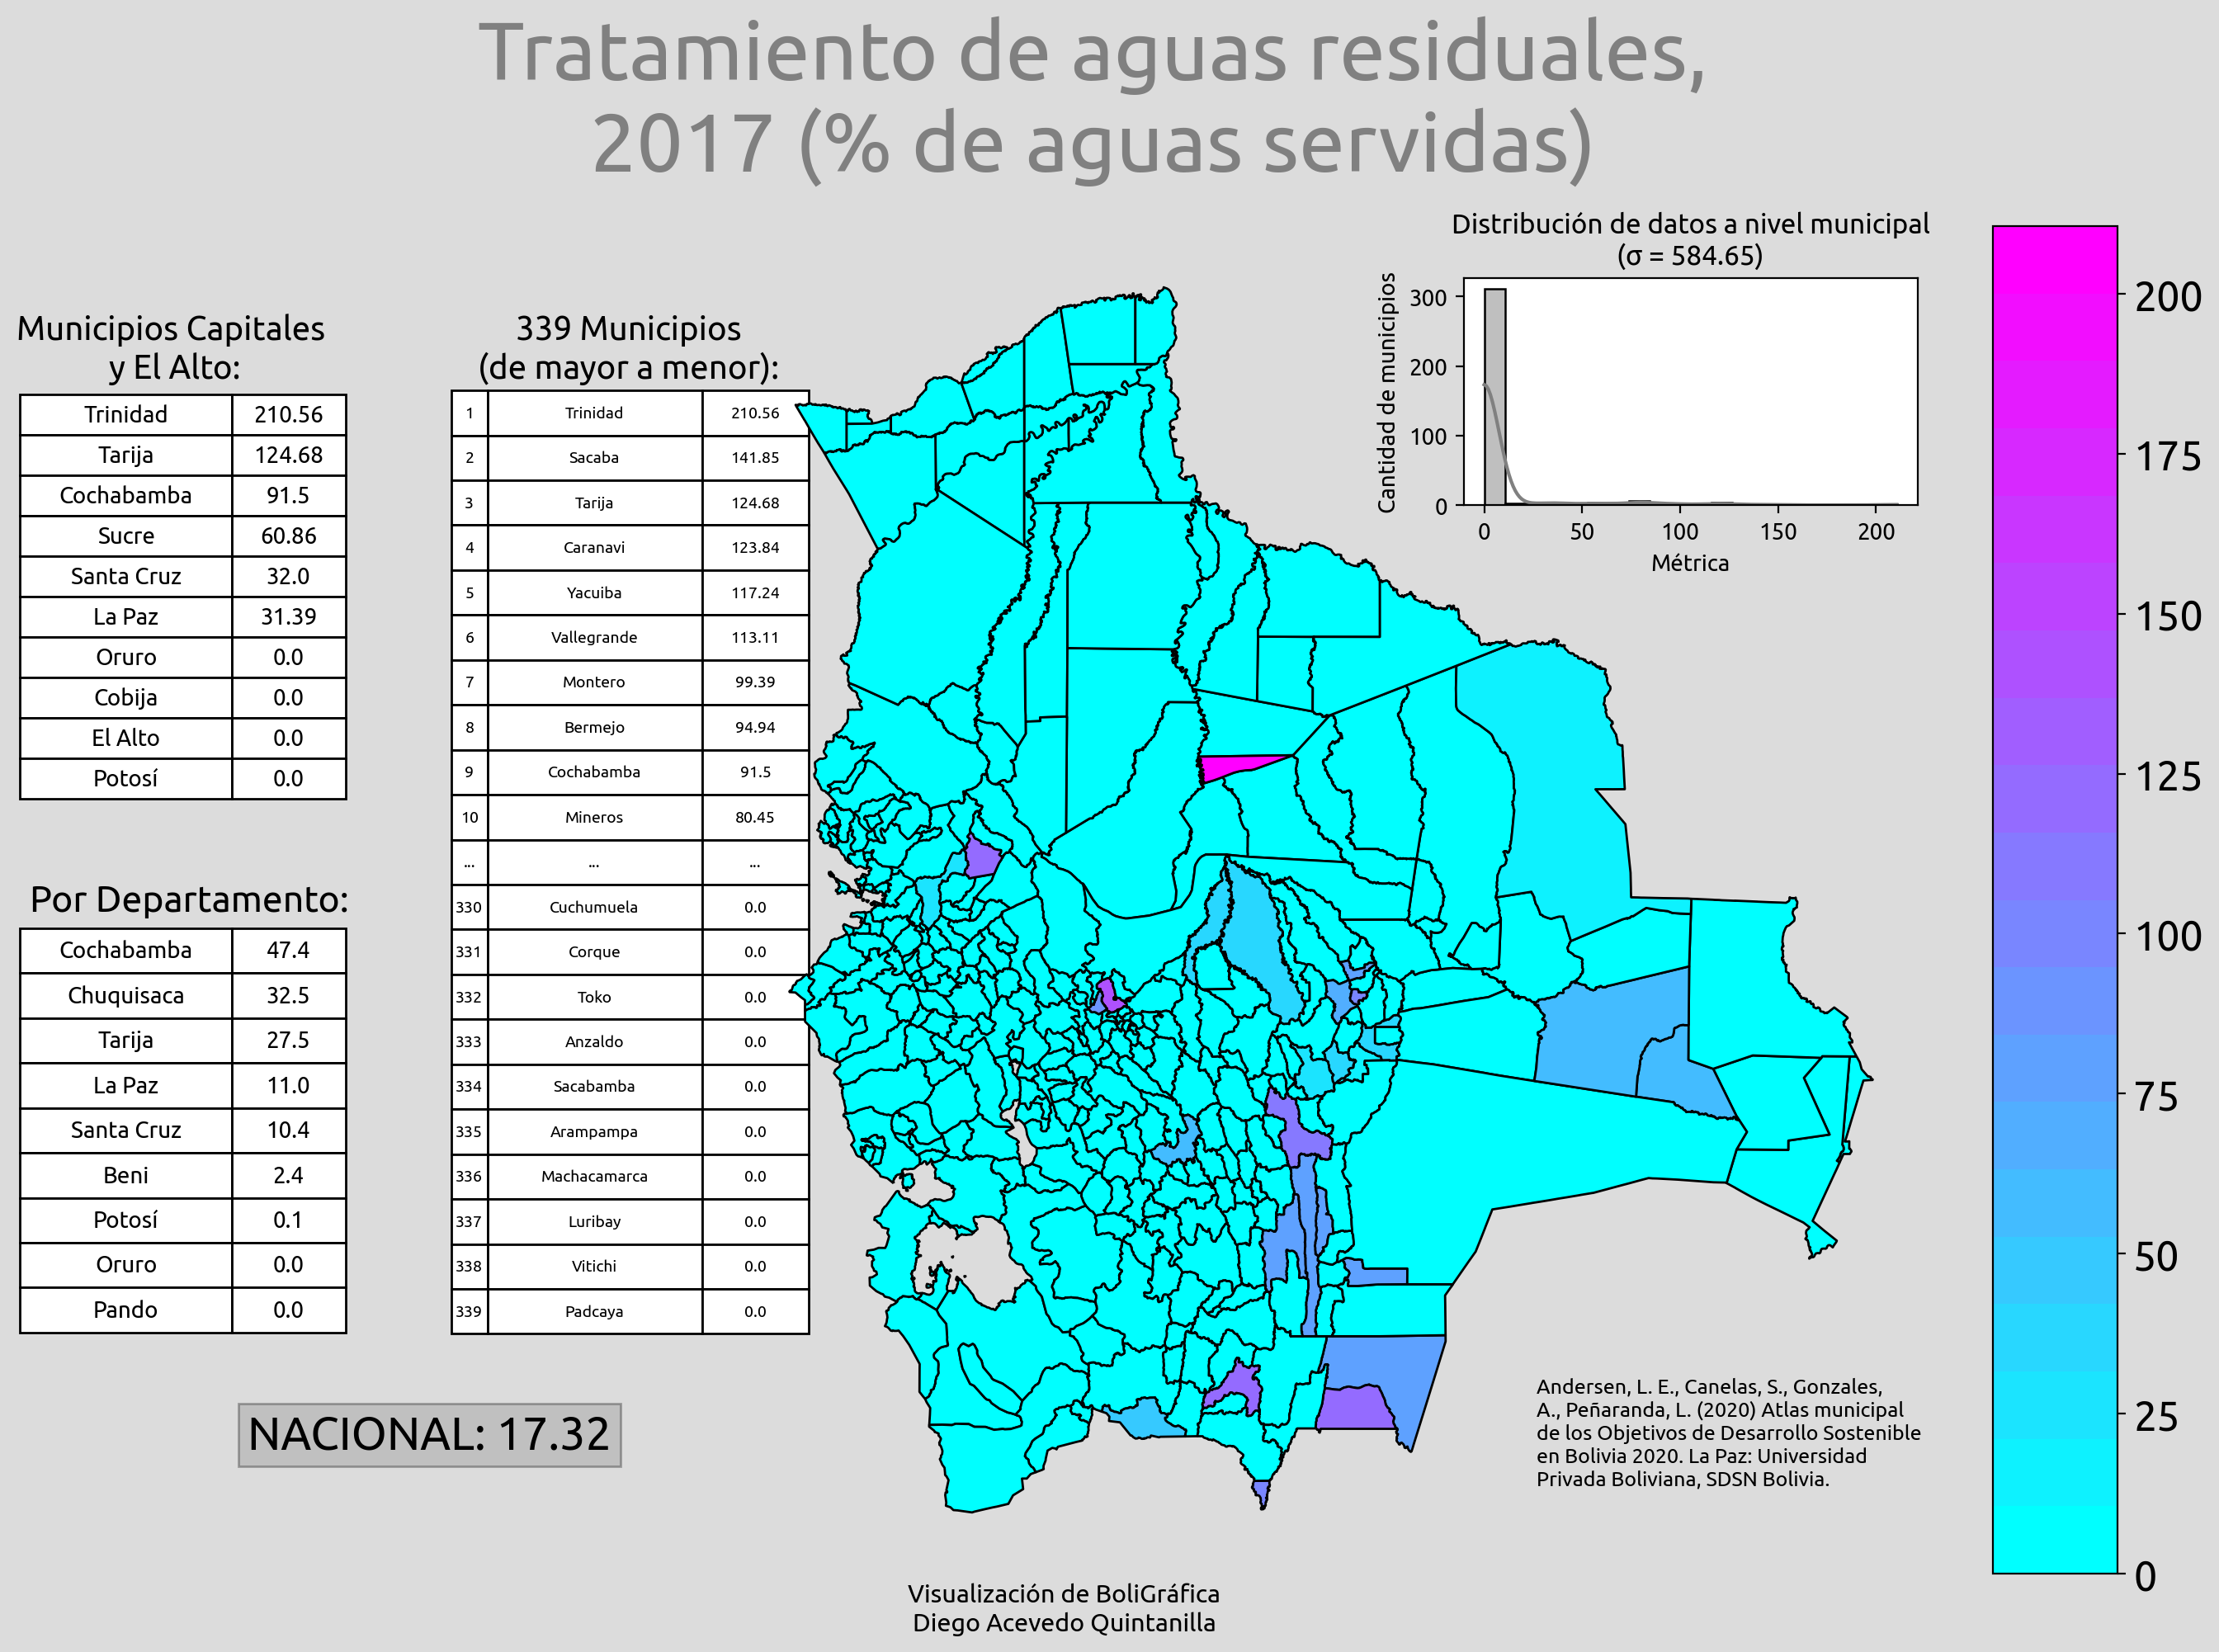 Tratamiento de aguas residuales,
2017 (% de aguas servidas)
Municipios Capitales
y El Alto:
Trinidad 210.56
Tarija 124.68
Cochabamba 91.5
Sucre 60.86
Santa Cruz 32.0
La Paz 31.39
Oruro 0.0
Cobija 0.0
El Alto 0.0
Potosí 0.0
Por Departamento:
Cochabamba 47.4
Chuquisaca 32.5
Tarija 27.5
La Paz 11.0
Santa Cruz 10.4
Beni 2.4
Potosí 0.1
Oruro 0.0
Pando 0.0
NACIONAL: 17.32
339 Municipios
(de mayor a menor):
1 Trinidad 210.56
2 Sacaba 141.85
3 Tarija 124.68
4 Caranavi 123.84
5 Yacuiba 117.24
6 Vallegrande 113.11
7 Montero 99.39
8 Bermejo 94.94
9 Cochabamba 91.5
10 Mineros 80.45
... ... ...
330 Cuchumuela 0.0
331 Corque 0.0
332 Toko 0.0
333 Anzaldo 0.0
334 Sacabamba 0.0
335 Arampampa 0.0
336 Machacamarca 0.0
337 Luribay 0.0
338 Vitichi 0.0
339 Padcaya 0.0
Distribución de datos a nivel municipal
(σ = 584.65)
Cantidad de municipios
300
200
100
0
0 50 100 150 200
Métrica
200
175
150
125
100
75
50
25
0
Andersen, L. E., Canelas, S., Gonzales,
A., Peñaranda, L. (2020) Atlas municipal
de los Objetivos de Desarrollo Sostenible
en Bolivia 2020. La Paz: Universidad
Privada Boliviana, SDSN Bolivia.
Visualización de BoliGráfica
Diego Acevedo Quintanilla